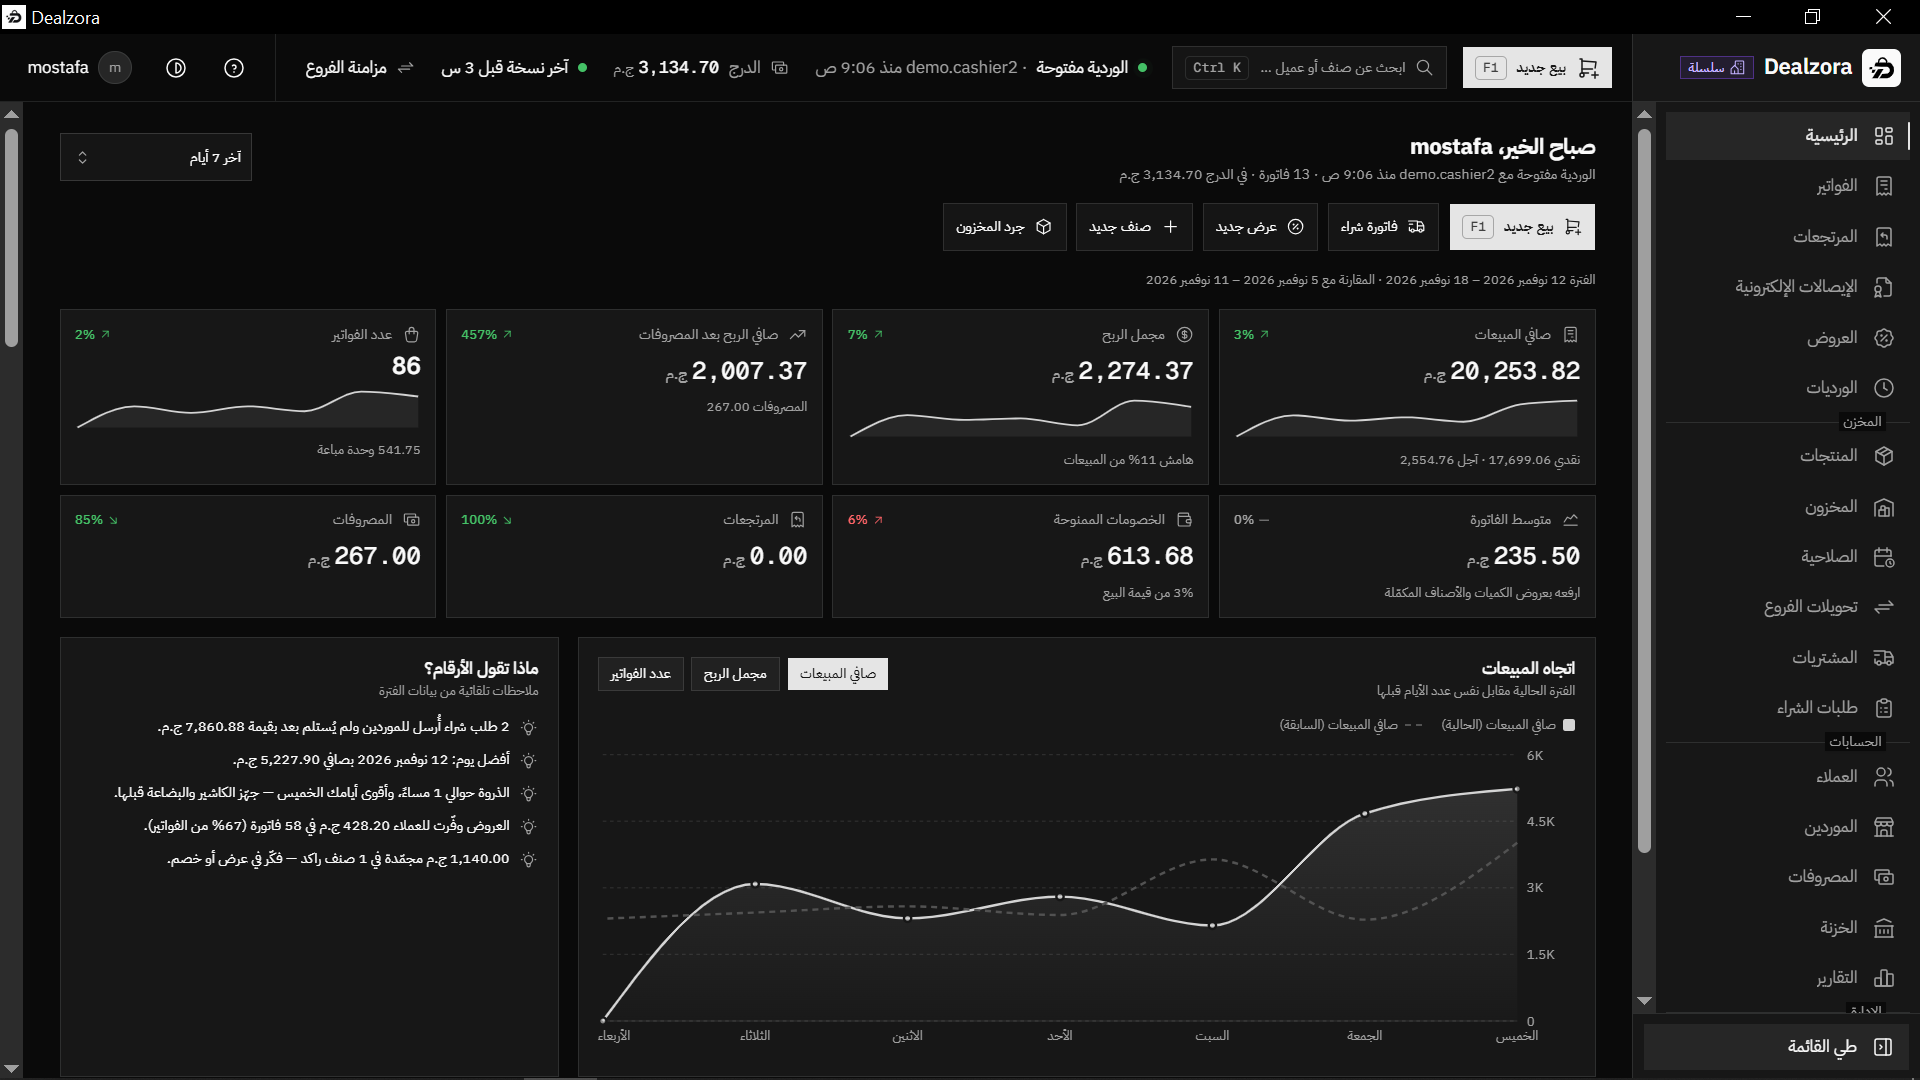 Dealzora
Dealzora
سلسلة
بيع جديد F1
ابحث عن صنف أو عميل ... Ctrl K
الوردية مفتوحة · demo.cashier2 منذ 9:06 ص
الدرج 3,134.70 ج.م
آخر نسخة قبل 3 س
مزامنة الفروع
m mostafa
الرئيسية
الفواتير
المرتجعات
الإيصالات الإلكترونية
العروض
الورديات
المخزن
المنتجات
المخزون
الصلاحية
تحويلات الفروع
المشتريات
طلبات الشراء
الحسابات
العملاء
الموردين
المصروفات
الخزنة
التقارير
الإدارة
طي القائمة
صباح الخير، mostafa
الوردية مفتوحة مع demo.cashier2 منذ 9:06 ص · 13 فاتورة · في الدرج 3,134.70 ج.م
آخر 7 أيام
بيع جديد F1
فاتورة شراء
عرض جديد
صنف جديد
جرد المخزون
الفترة 12 نوفمبر 2026 – 18 نوفمبر 2026 · المقارنة مع 5 نوفمبر 2026 – 11 نوفمبر 2026
صافي المبيعات 3%
20,253.82 ج.م
نقدي 17,699.06 · آجل 2,554.76
مجمل الربح 7%
2,274.37 ج.م
هامش 11% من المبيعات
صافي الربح بعد المصروفات 457%
2,007.37 ج.م
المصروفات 267.00
عدد الفواتير 2%
86
541.75 وحدة مباعة
متوسط الفاتورة 0%
235.50 ج.م
ارفعه بعروض الكميات والأصناف المكمّلة
الخصومات الممنوحة 6%
613.68 ج.م
3% من قيمة البيع
المرتجعات 100%
0.00 ج.م
المصروفات 85%
267.00 ج.م
اتجاه المبيعات
الفترة الحالية مقابل نفس عدد الأيام قبلها
صافي المبيعات
مجمل الربح
عدد الفواتير
صافي المبيعات (الحالية)
صافي المبيعات (السابقة)
6K
4.5K
3K
1.5K
0
الخميس
الجمعة
السبت
الأحد
الاثنين
الثلاثاء
الأربعاء
ماذا تقول الأرقام؟
ملاحظات تلقائية من بيانات الفترة
2 طلب شراء أُرسل للموردين ولم يُستلم بعد بقيمة 7,860.88 ج.م.
أفضل يوم: 12 نوفمبر 2026 بصافي 5,227.90 ج.م.
الذروة حوالي 1 مساءً، وأقوى أيامك الخميس — جهّز الكاشير والبضاعة قبلها.
العروض وفّرت للعملاء 428.20 ج.م في 58 فاتورة (67% من الفواتير).
1,140.00 ج.م مجمّدة في 1 صنف راكد — فكّر في عرض أو خصم.